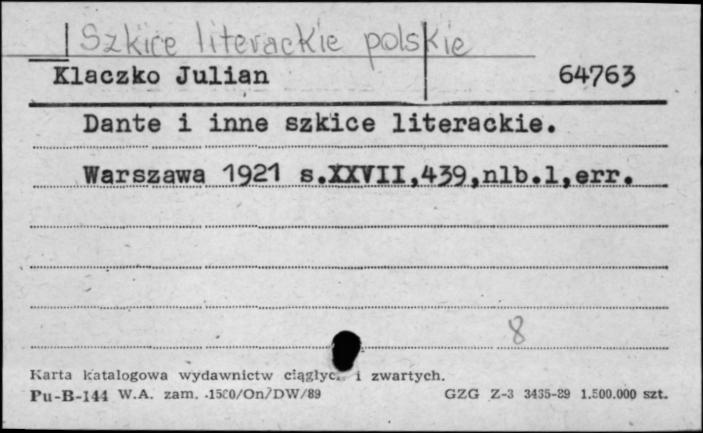 Szkice literackie polskie
Klaczko Julian 64763
Dante i inne szkice literackie.
Warszawa 1921 s.XXVII,439,nlb.1,err.
8
Karta katalogowa wydawnictw i zwartych.
Pu-B-144 W.A. zam. 1500/On/DW/89 GZG Z-3 3435-89 1.500.000 szt.